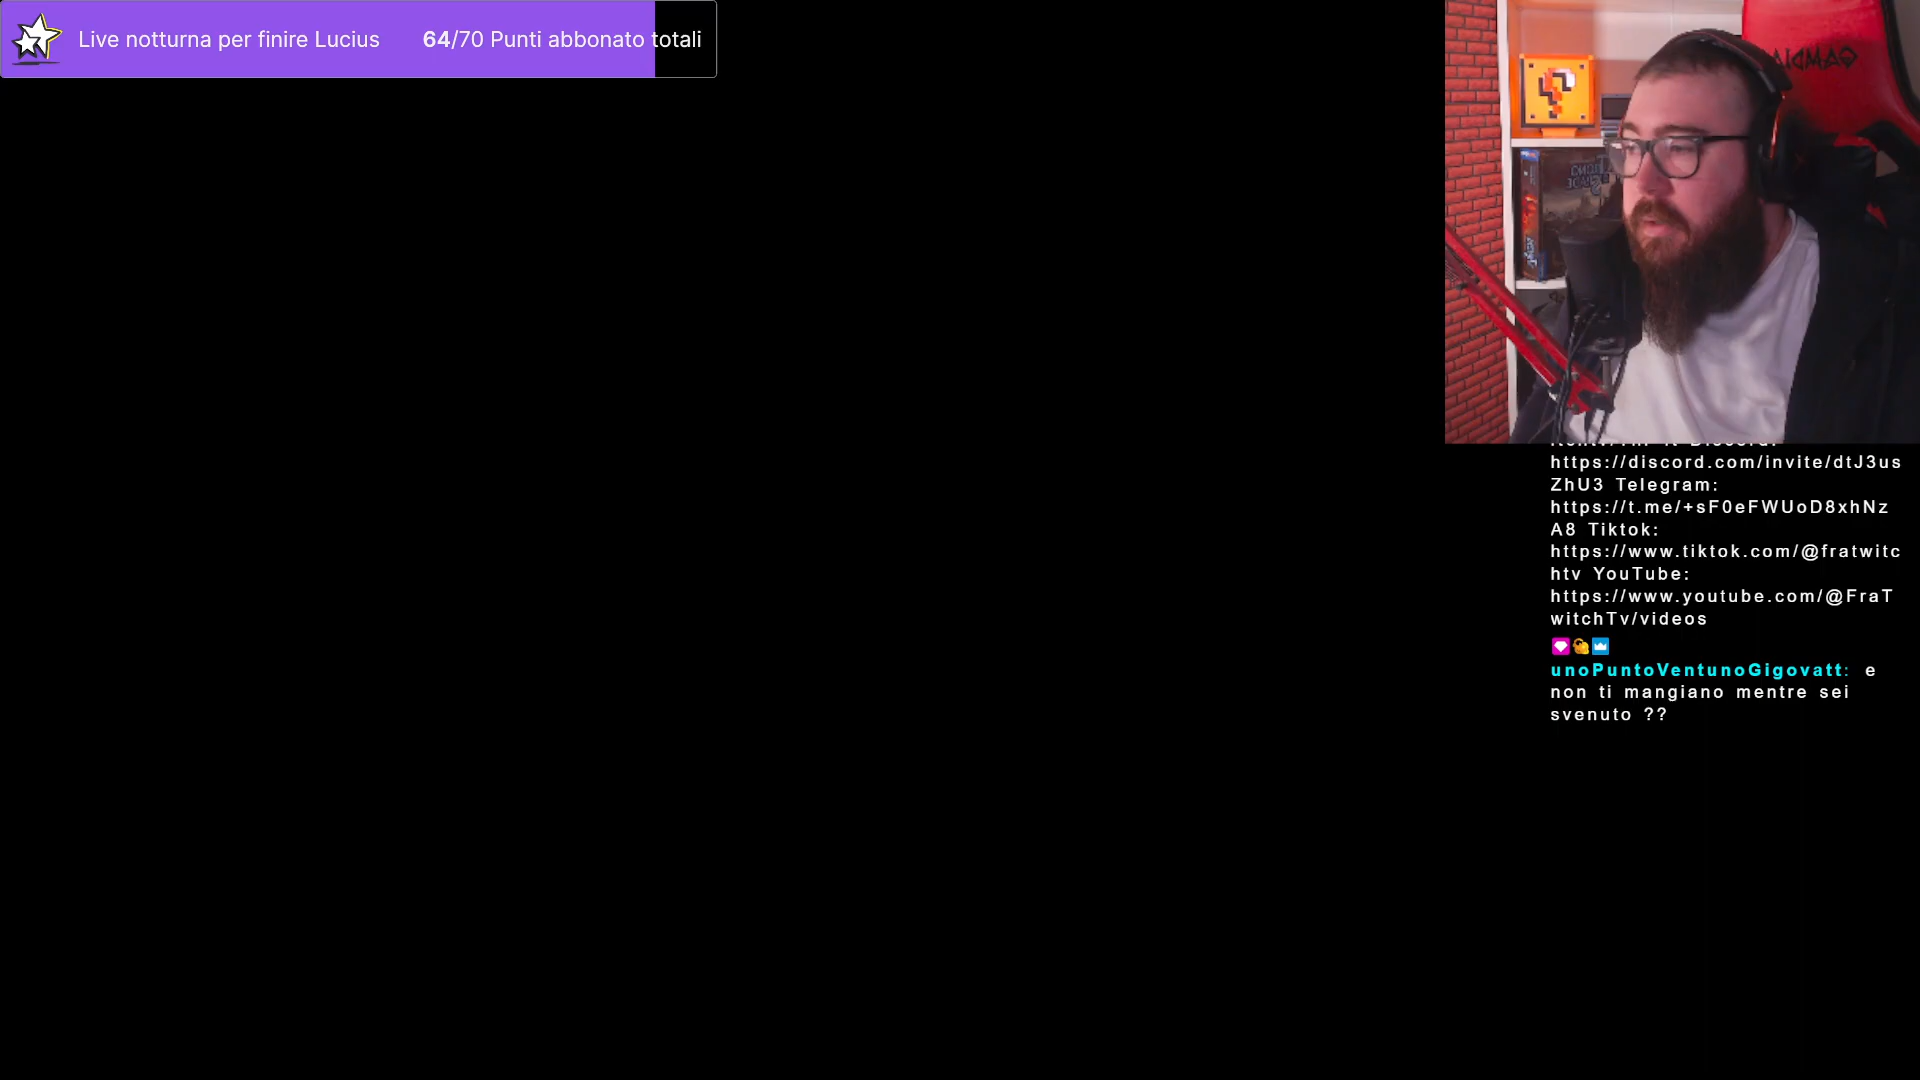 Live notturna per finire Lucius 64/70 Punti abbonato totali
https://discord.com/invite/dtJ3us
ZhU3 Telegram:
https://t.me/+sF0eFWUoD8xhNz
A8 Tiktok:
https://www.tiktok.com/@fratwitc
htv YouTube:
https://www.youtube.com/@FraT
witchTv/videos
unoPuntoVentunoGigovatt: e
non ti mangiano mentre sei
svenuto ??